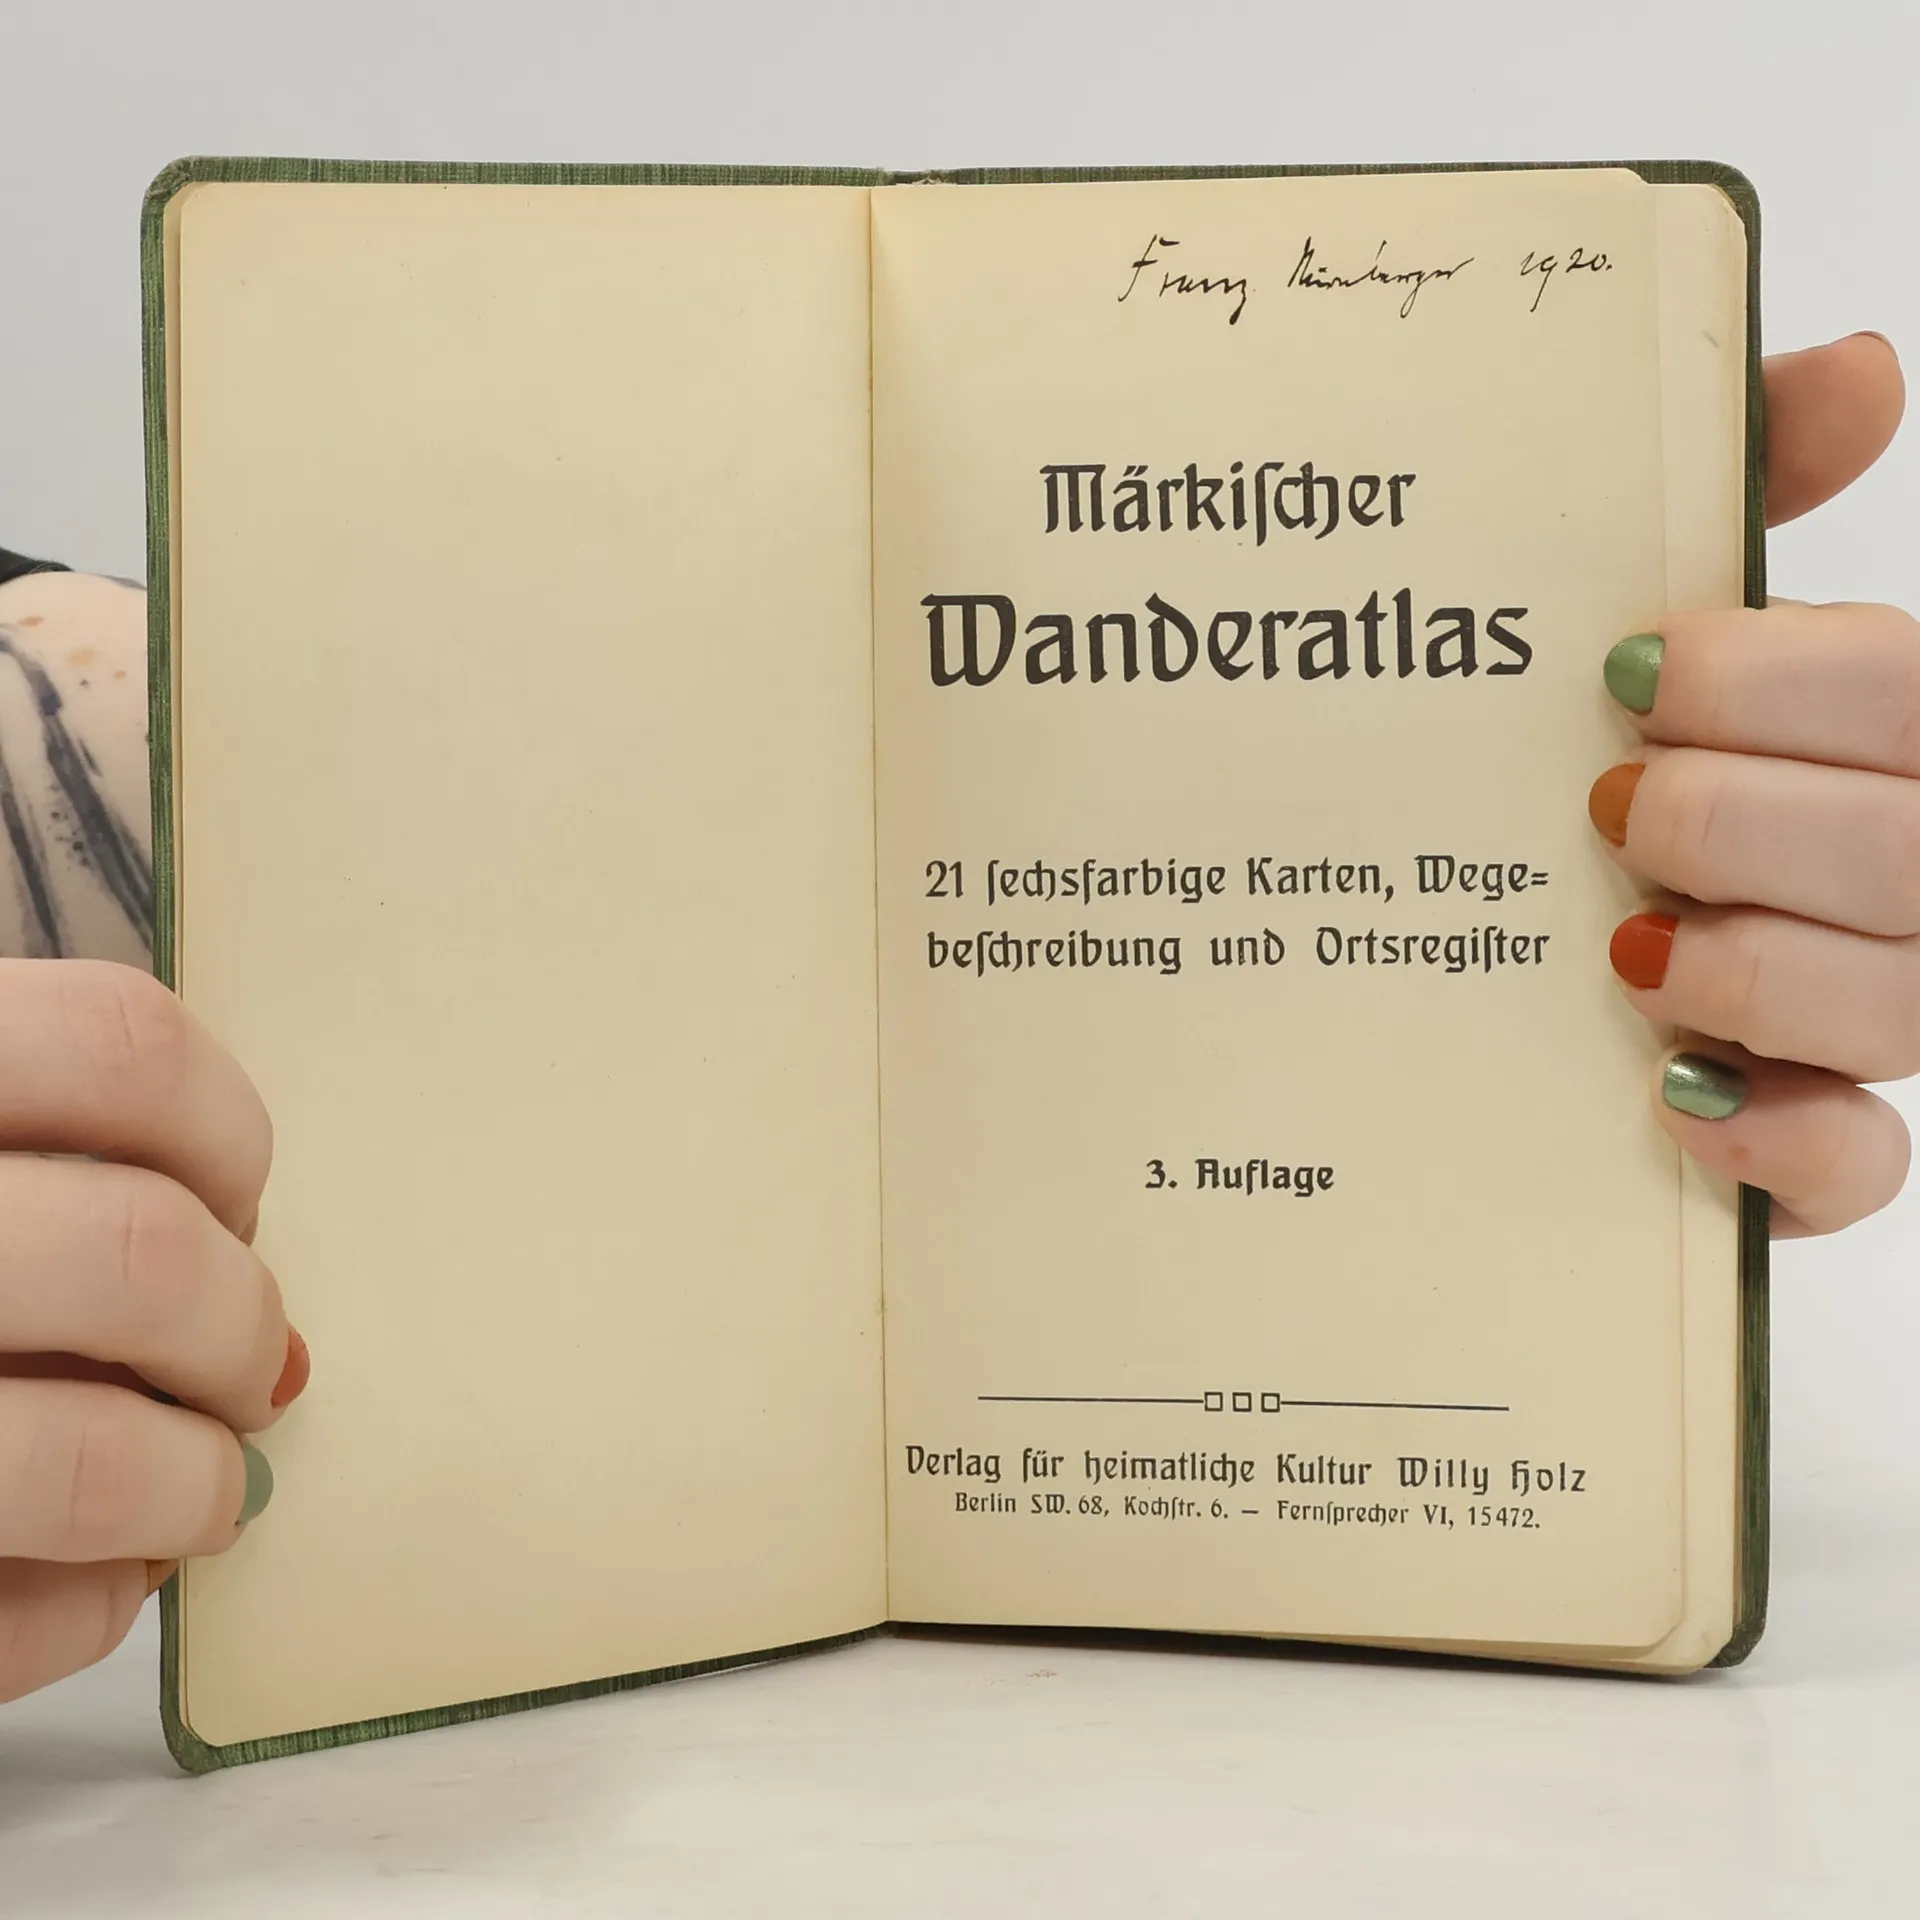 Franz Nürnberger 1920.
Märkiſcher
Wanderatlas
21 ſechsfarbige Karten, Wege=
beſchreibung und Ortsregiſter
3. Auflage
Verlag für heimatliche Kultur Willy Holz
Berlin SW. 68, Kochſtr. 6. — Fernſprecher VI, 15472.